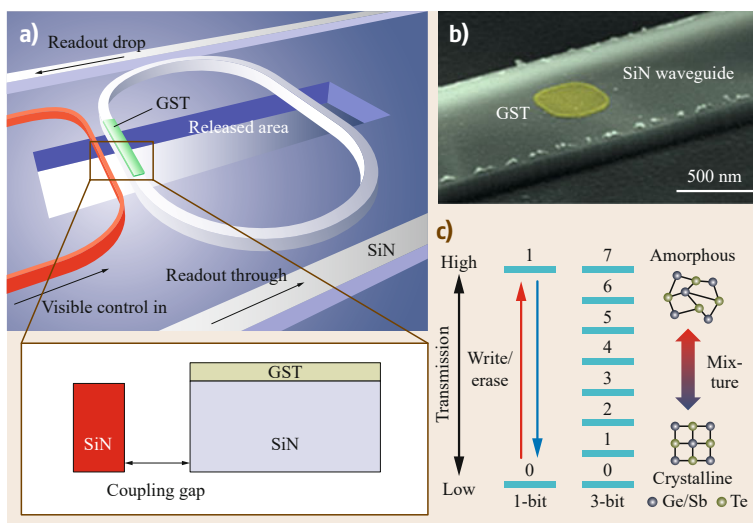 a)
Readout drop
GST
Released area
SiN
Readout through
Visible control in
GST
SiN
SiN
Coupling gap
b)
SiN waveguide
GST
500 nm
c)
High
1
7
Amorphous
6
5
Transmission
Write/
erase
4
Mix-
ture
3
2
1
0
0
Low
Crystalline
1-bit
3-bit
Ge/Sb
Te